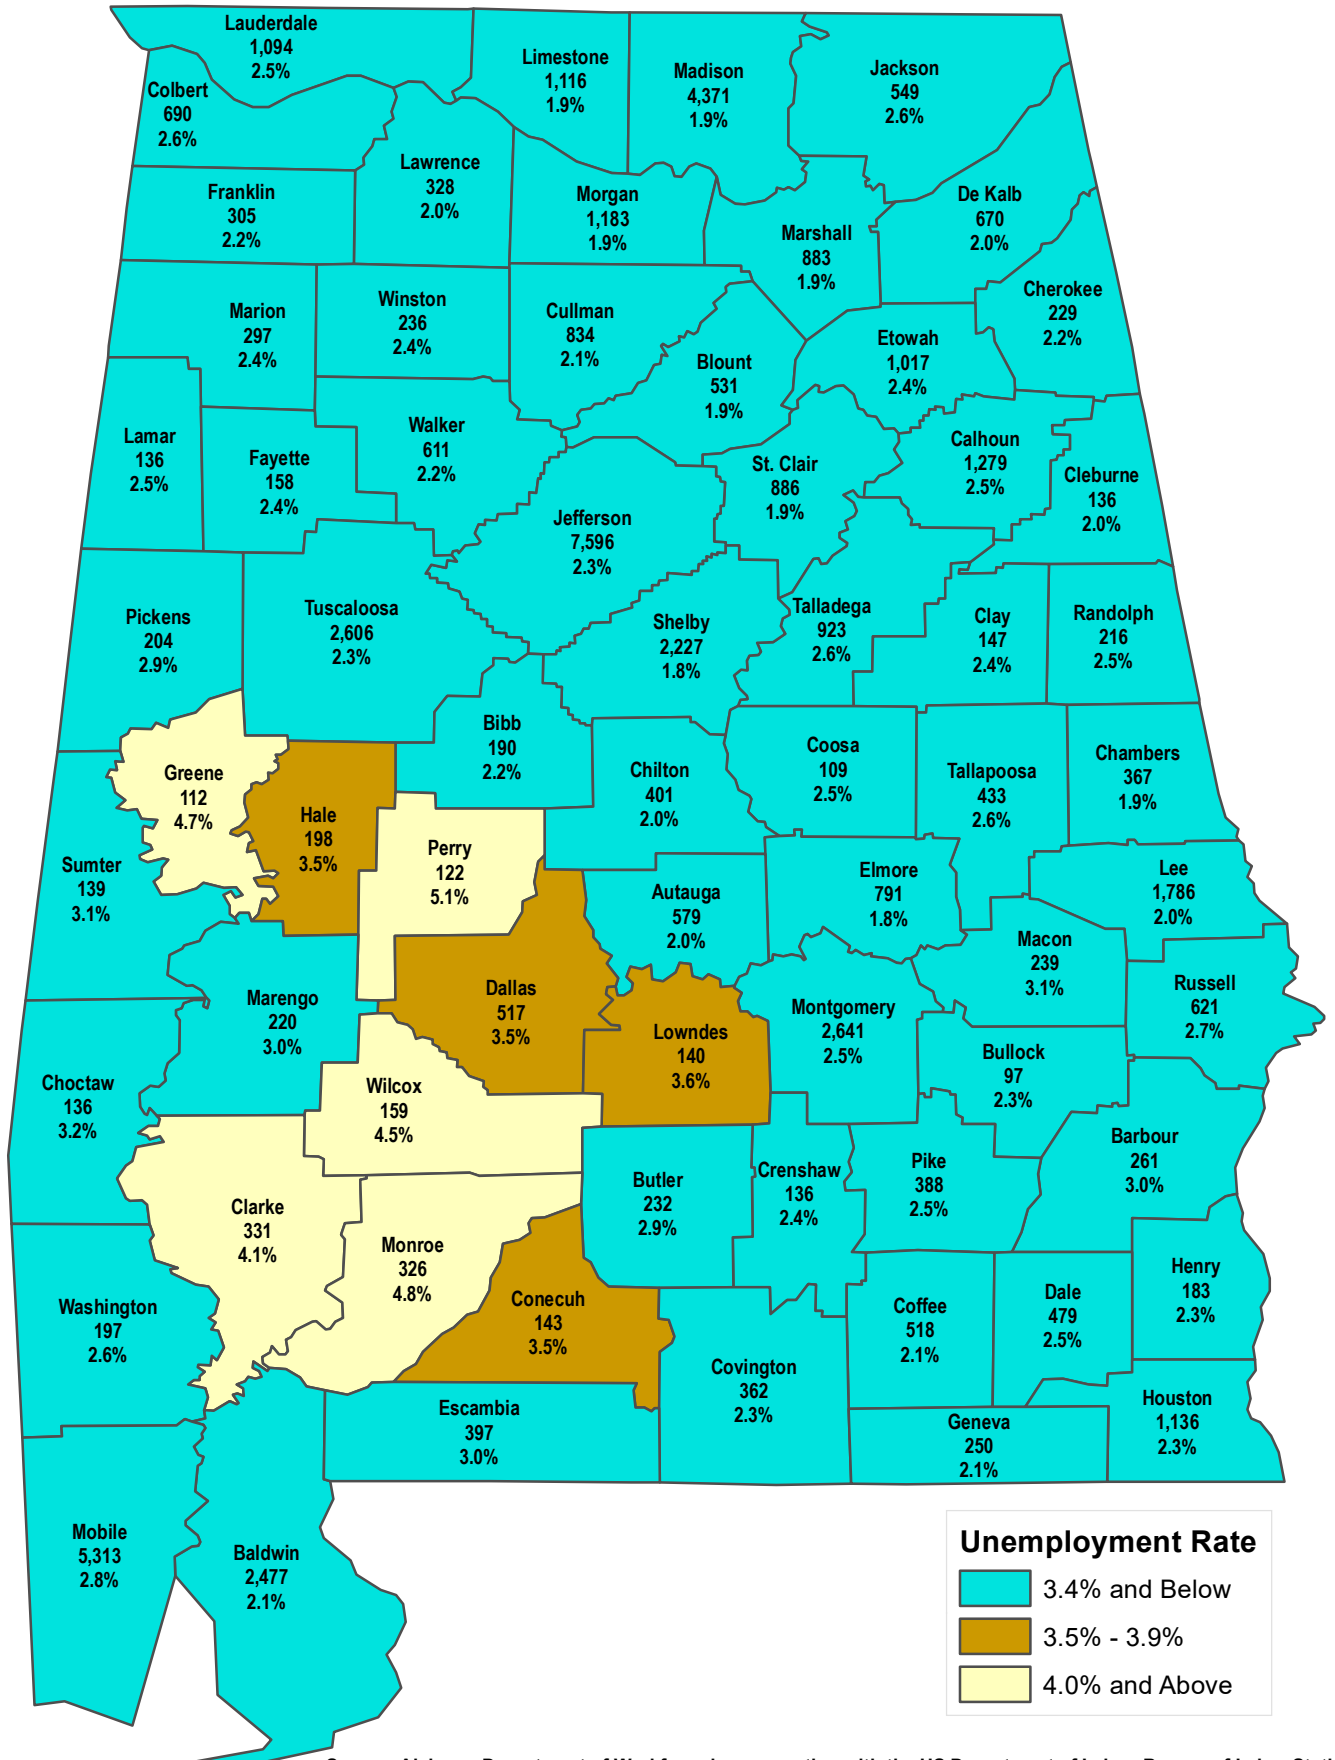 Lauderdale
1,094
2.5%
Limestone
1,116
1.9%
Madison
4,371
1.9%
Jackson
549
2.6%
Colbert
690
2.6%
Lawrence
328
2.0%
Franklin
305
2.2%
Morgan
1,183
1.9%
De Kalb
670
2.0%
Marshall
883
1.9%
Cherokee
229
2.2%
Marion
297
2.4%
Winston
236
2.4%
Cullman
834
2.1%
Etowah
1,017
2.4%
Blount
531
1.9%
Lamar
136
2.5%
Fayette
158
2.4%
Walker
611
2.2%
St. Clair
886
1.9%
Calhoun
1,279
2.5%
Cleburne
136
2.0%
Jefferson
7,596
2.3%
Pickens
204
2.9%
Tuscaloosa
2,606
2.3%
Shelby
2,227
1.8%
Talladega
923
2.6%
Clay
147
2.4%
Randolph
216
2.5%
Bibb
190
2.2%
Greene
112
4.7%
Hale
198
3.5%
Chilton
401
2.0%
Coosa
109
2.5%
Tallapoosa
433
2.6%
Chambers
367
1.9%
Perry
122
5.1%
Sumter
139
3.1%
Autauga
579
2.0%
Elmore
791
1.8%
Lee
1,786
2.0%
Macon
239
3.1%
Marengo
220
3.0%
Dallas
517
3.5%
Lowndes
140
3.6%
Montgomery
2,641
2.5%
Russell
621
2.7%
Bullock
97
2.3%
Choctaw
136
3.2%
Wilcox
159
4.5%
Barbour
261
3.0%
Butler
232
2.9%
Crenshaw
136
2.4%
Pike
388
2.5%
Clarke
331
4.1%
Monroe
326
4.8%
Conecuh
143
3.5%
Henry
183
2.3%
Washington
197
2.6%
Coffee
518
2.1%
Dale
479
2.5%
Covington
362
2.3%
Escambia
397
3.0%
Geneva
250
2.1%
Houston
1,136
2.3%
Mobile
5,313
2.8%
Baldwin
2,477
2.1%
Unemployment Rate
3.4% and Below
3.5% - 3.9%
4.0% and Above